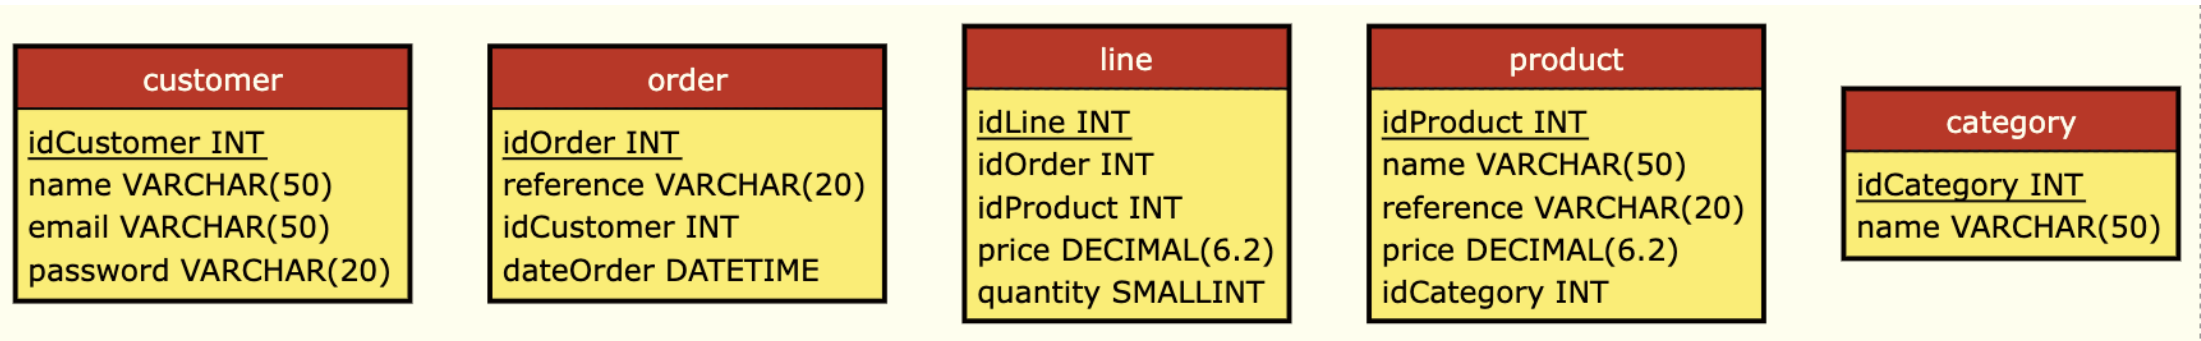 customer
idCustomer INT
name VARCHAR(50)
email VARCHAR(50)
password VARCHAR(20)
order
idOrder INT
reference VARCHAR(20)
idCustomer INT
dateOrder DATETIME
line
idLine INT
idOrder INT
idProduct INT
price DECIMAL(6.2)
quantity SMALLINT
product
idProduct INT
name VARCHAR(50)
reference VARCHAR(20)
price DECIMAL(6.2)
idCategory INT
category
idCategory INT
name VARCHAR(50)